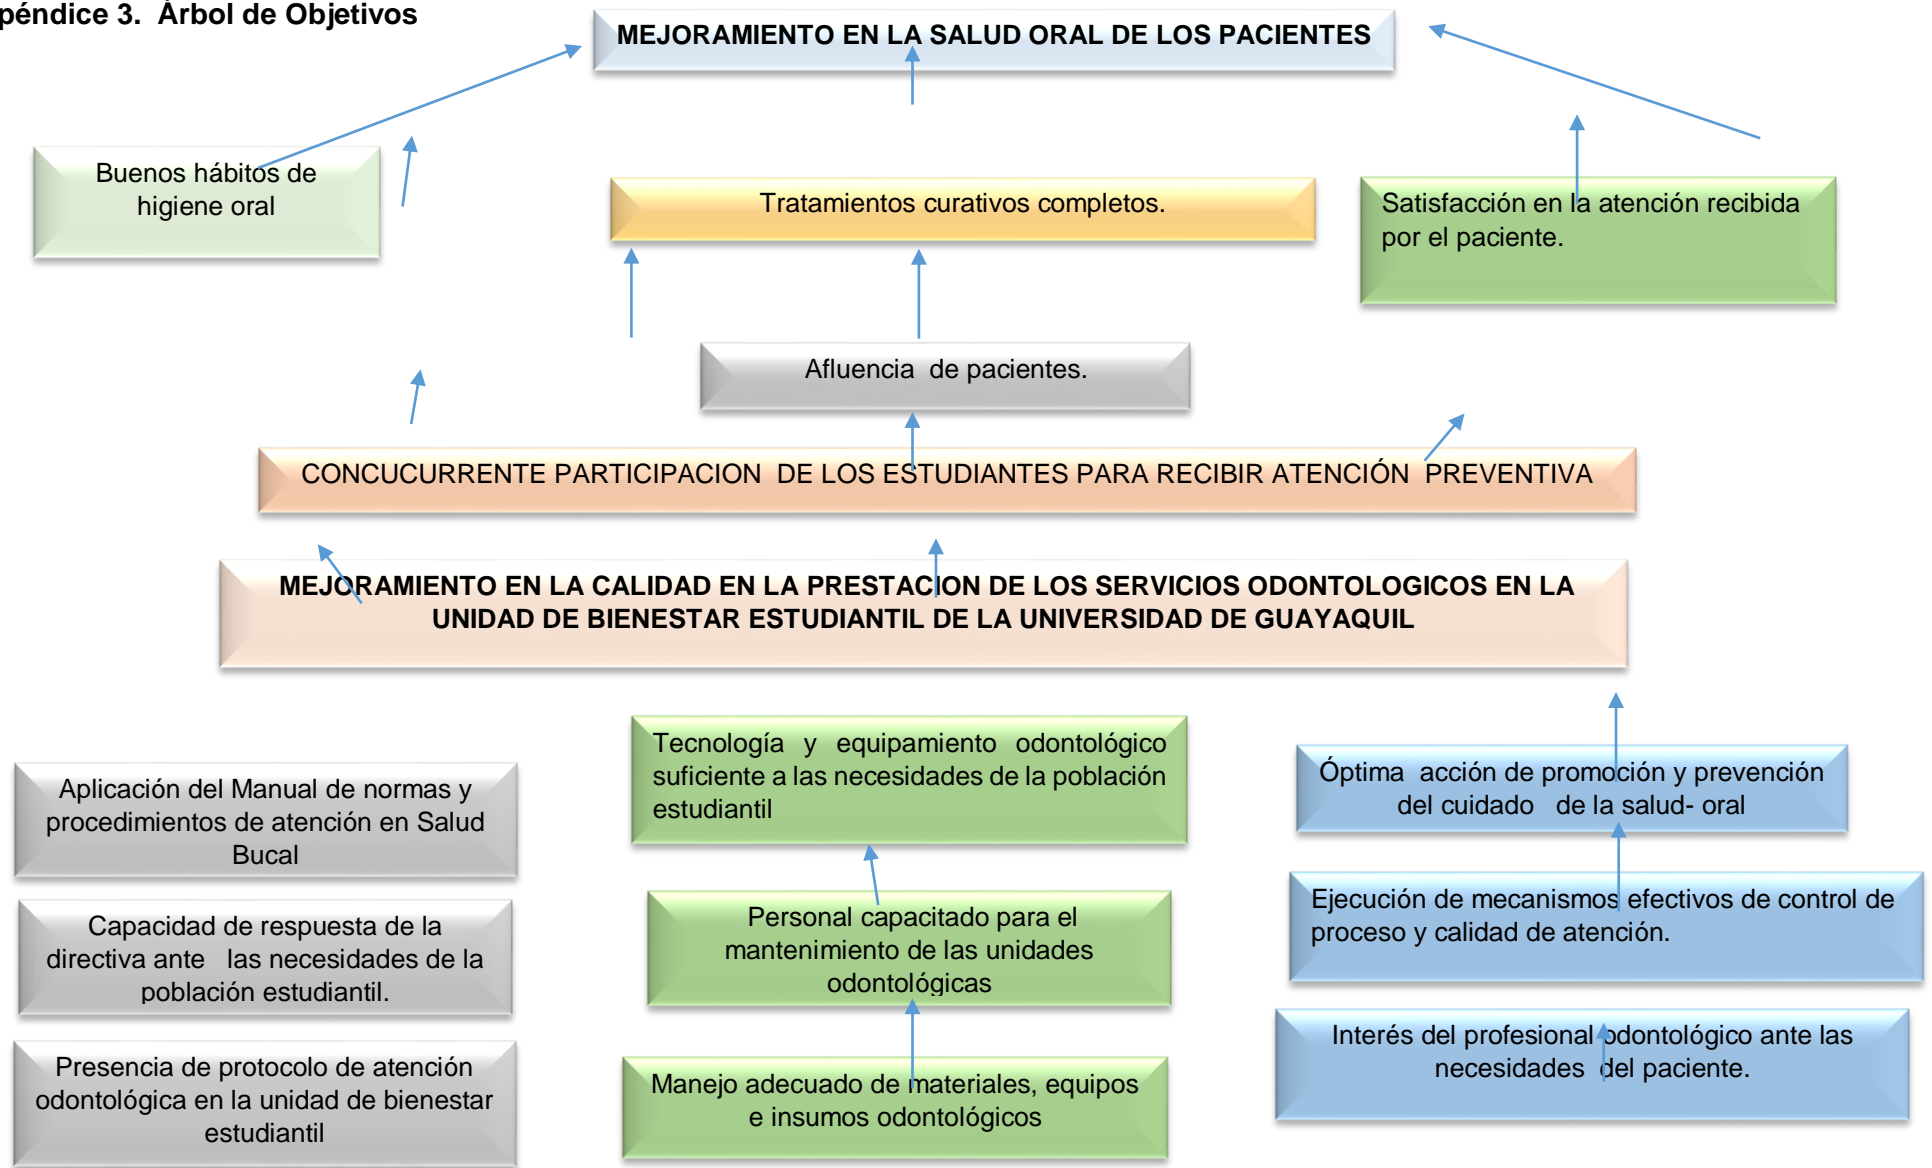 péndice 3. Árbol de Objetivos
MEJORAMIENTO EN LA SALUD ORAL DE LOS PACIENTES
Buenos hábitos de
higiene oral
Tratamientos curativos completos.
Satisfacción en la atención recibida
por el paciente.
Afluencia de pacientes.
CONCUCURRENTE PARTICIPACION DE LOS ESTUDIANTES PARA RECIBIR ATENCIÓN PREVENTIVA
MEJORAMIENTO EN LA CALIDAD EN LA PRESTACION DE LOS SERVICIOS ODONTOLOGICOS EN LA
UNIDAD DE BIENESTAR ESTUDIANTIL DE LA UNIVERSIDAD DE GUAYAQUIL
Aplicación del Manual de normas y
procedimientos de atención en Salud
Bucal
Capacidad de respuesta de la
directiva ante las necesidades de la
población estudiantil.
Presencia de protocolo de atención
odontológica en la unidad de bienestar
estudiantil
Tecnología y equipamiento odontológico
suficiente a las necesidades de la población
estudiantil
Personal capacitado para el
mantenimiento de las unidades
odontológicas
Manejo adecuado de materiales, equipos
e insumos odontológicos
Óptima acción de promoción y prevención
del cuidado de la salud- oral
Ejecución de mecanismos efectivos de control de
proceso y calidad de atención.
Interés del profesional odontológico ante las
necesidades del paciente.